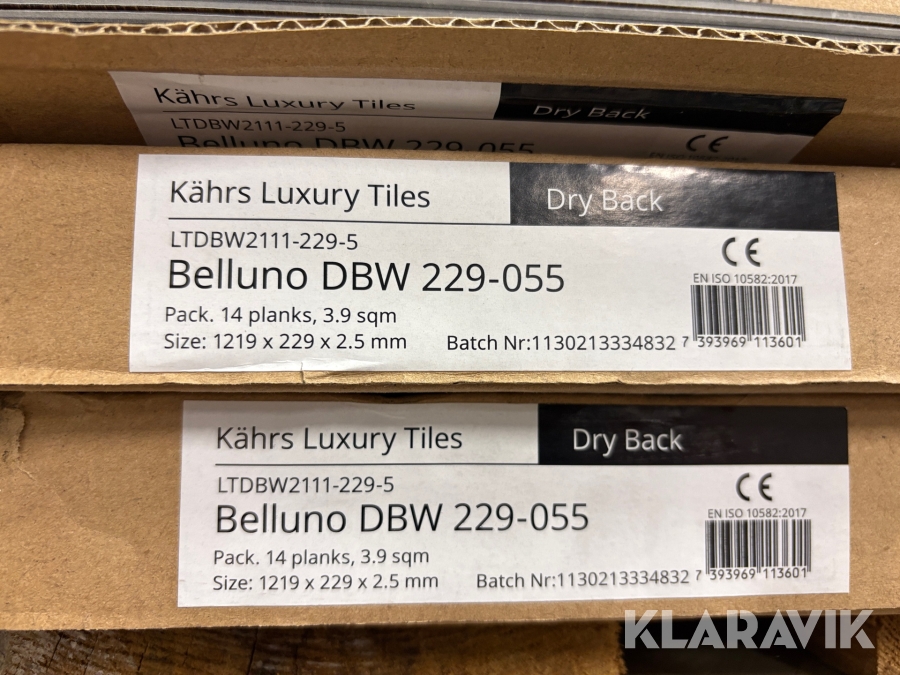 Kährs Luxury Tiles
Dry Back
LTDBW2111-229-5
Belluno DBW 229-055
Kährs Luxury Tiles
Dry Back
LTDBW2111-229-5
Belluno DBW 229-055
CE
EN ISO 10582:2017
Pack. 14 planks, 3.9 sqm
Size: 1219 x 229 x 2.5 mm
Batch Nr:1130213334832
7 393969 113601
Kährs Luxury Tiles
Dry Back
LTDBW2111-229-5
Belluno DBW 229-055
CE
EN ISO 10582:2017
Pack. 14 planks, 3.9 sqm
Size: 1219 x 229 x 2.5 mm
Batch Nr:1130213334832
7 393969 113601
KLARAVIK